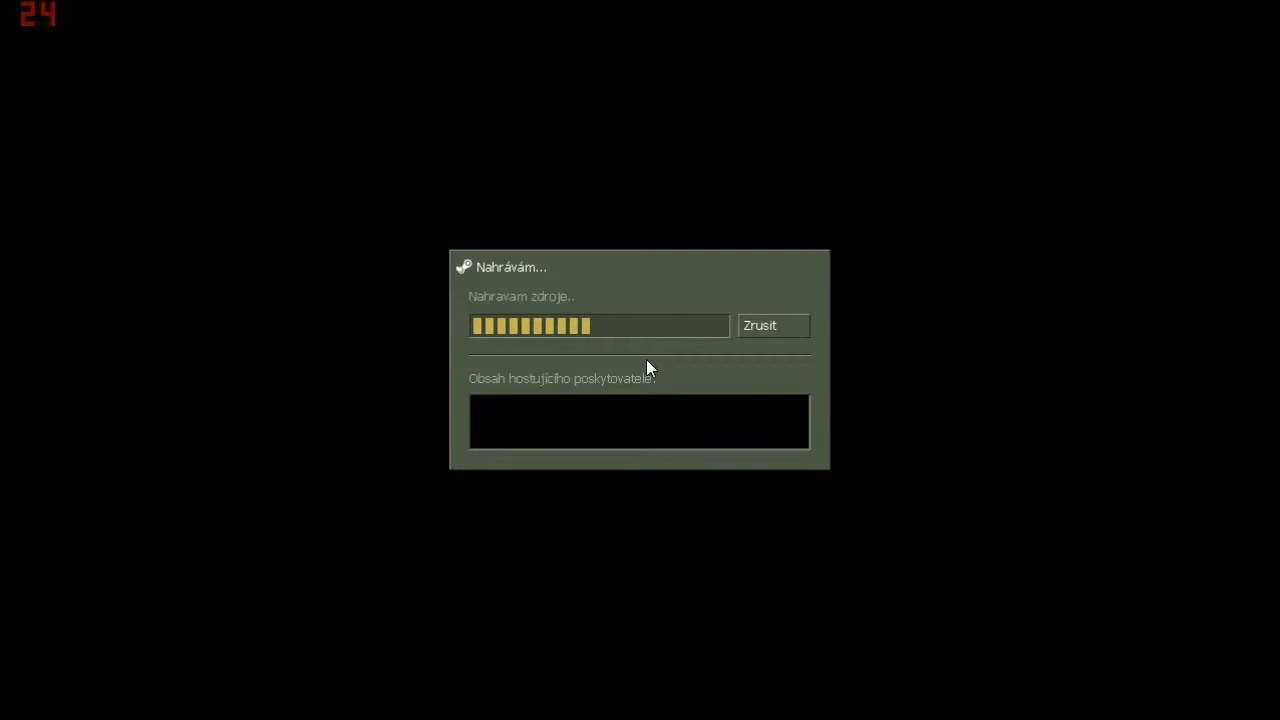 24
Nahrávám...
Nahravam zdroje..
Zrusit
Obsah hostujícího poskytovatele: